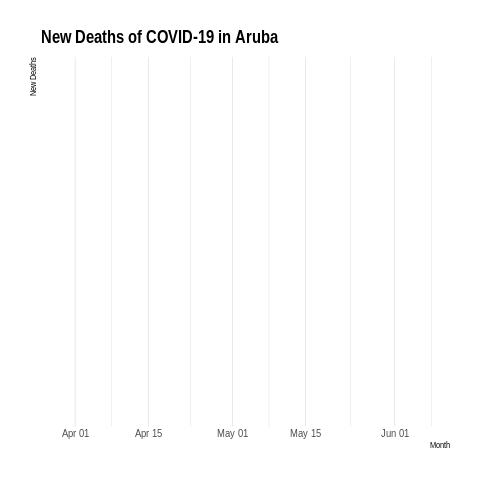 New Deaths of COVID-19 in Aruba
New Deaths
Apr 01
Apr 15
May 01
May 15
Jun 01
Month